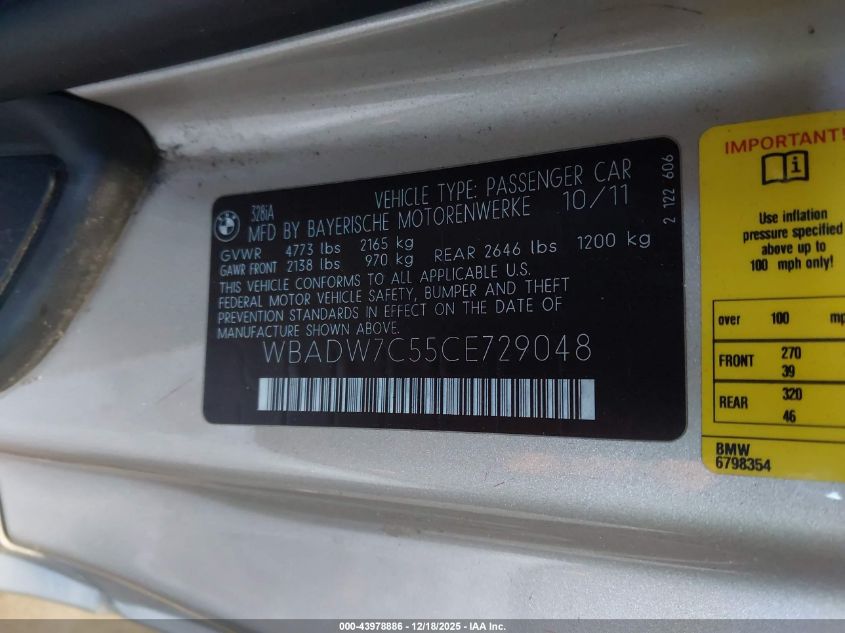 BMW
328iA
VEHICLE TYPE: PASSENGER CAR
MFD BY BAYERISCHE MOTORENWERKE 10/11
GVWR 4773 lbs 2165 kg
GAWR FRONT 2138 lbs 970 kg REAR 2646 lbs 1200 kg
THIS VEHICLE CONFORMS TO ALL APPLICABLE U.S.
FEDERAL MOTOR VEHICLE SAFETY, BUMPER AND THEFT
PREVENTION STANDARDS IN EFFECT ON THE DATE OF
MANUFACTURE SHOWN ABOVE.
WBADW7C55CE729048
2 122 606
IMPORTANT!
i
Use inflation
pressure specified
above up to
100 mph only!
over 100 mp
FRONT 270
39
REAR 320
46
BMW
6798354
000-43978886 - 12/18/2025 - IAA Inc.